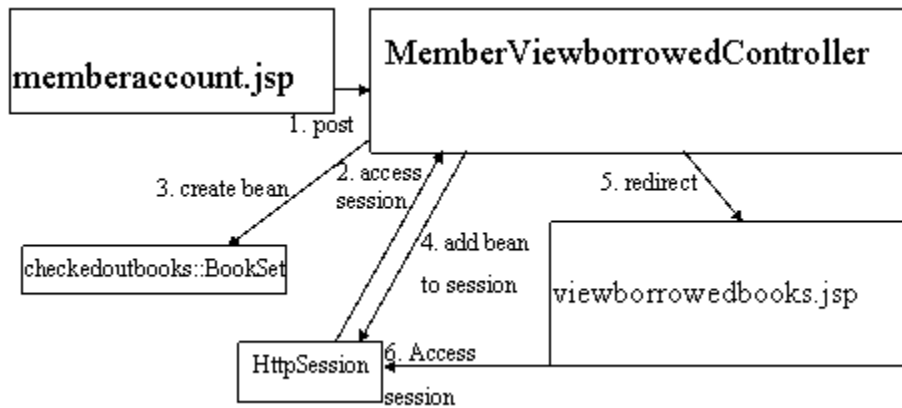 memberaccount.jsp
MemberViewborrowedController
1. post
2. access
session
3. create bean
4. add bean
to session
5. redirect
checkedoutbooks::BookSet
viewborrowedbooks.jsp
HttpSession
6. Access
session